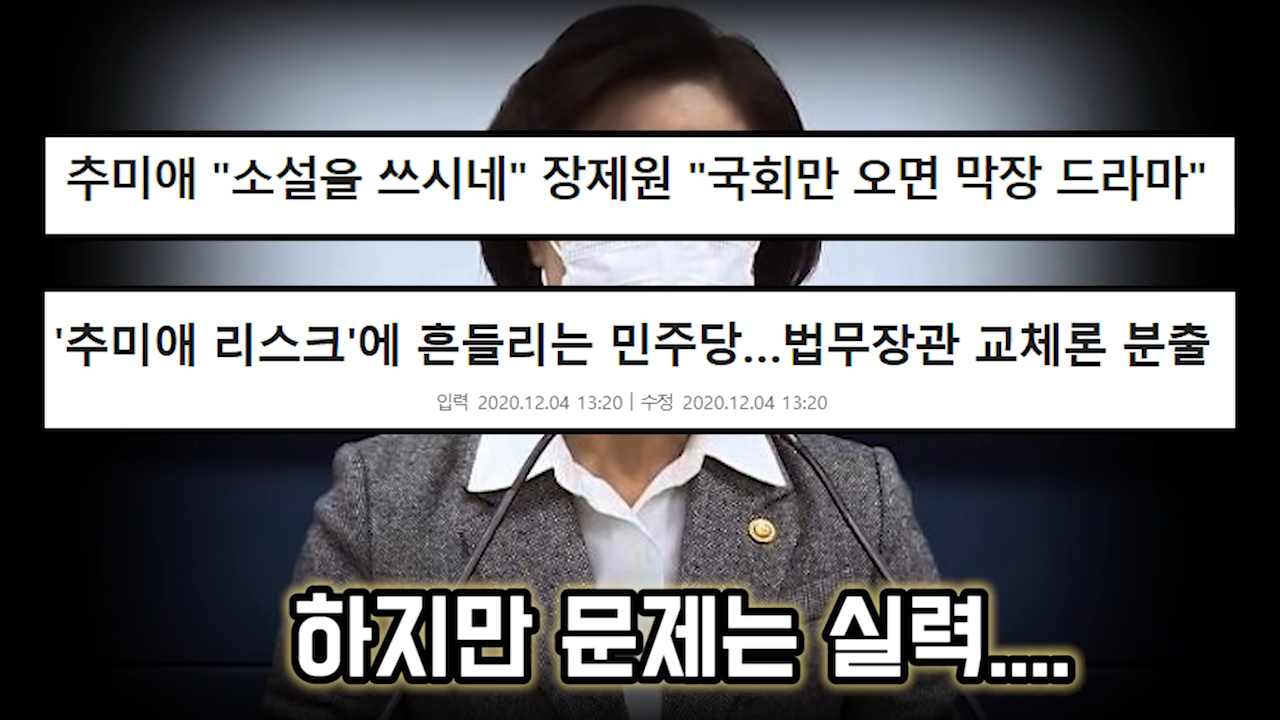 추미애 "소설을 쓰시네" 장제원 "국회만 오면 막장 드라마"
'추미애 리스크'에 흔들리는 민주당...법무장관 교체론 분출
입력 2020.12.04 13:20 | 수정 2020.12.04 13:20
하지만 문제는 실력....